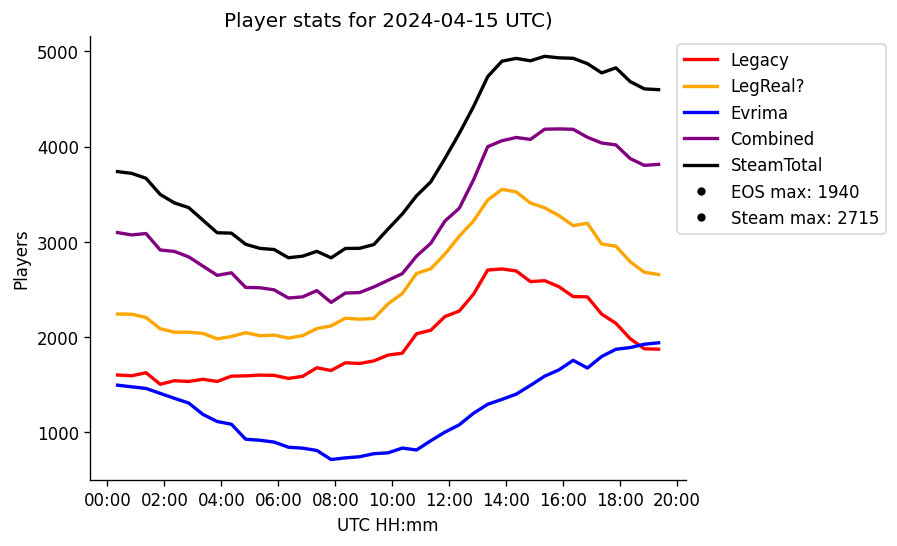 Player stats for 2024-04-15 UTC)
5000
4000
3000
2000
1000
Players
00:00 02:00 04:00 06:00 08:00 10:00 12:00 14:00 16:00 18:00 20:00
UTC HH:mm
Legacy
LegReal?
Evrima
Combined
SteamTotal
EOS max: 1940
Steam max: 2715